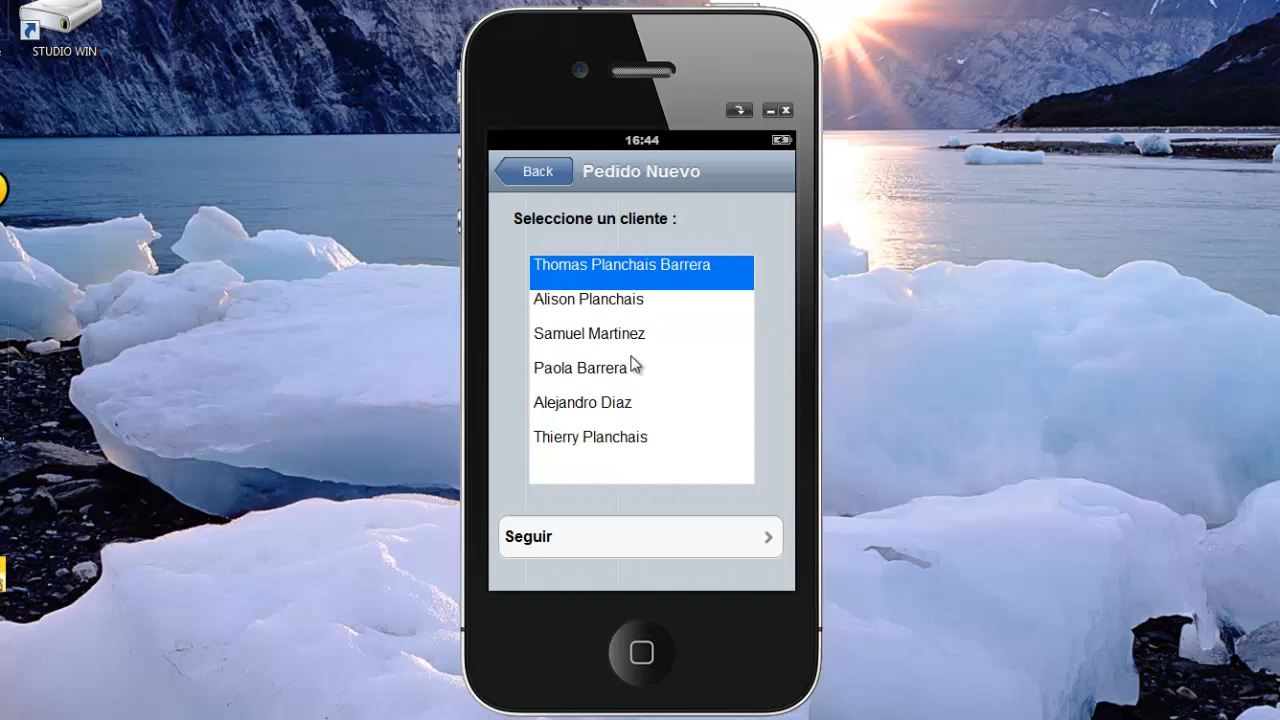 STUDIO WIN
16:44
Back
Pedido Nuevo
Seleccione un cliente :
Thomas Planchais Barrera
Alison Planchais
Samuel Martinez
Paola Barrera
Alejandro Diaz
Thierry Planchais
Seguir